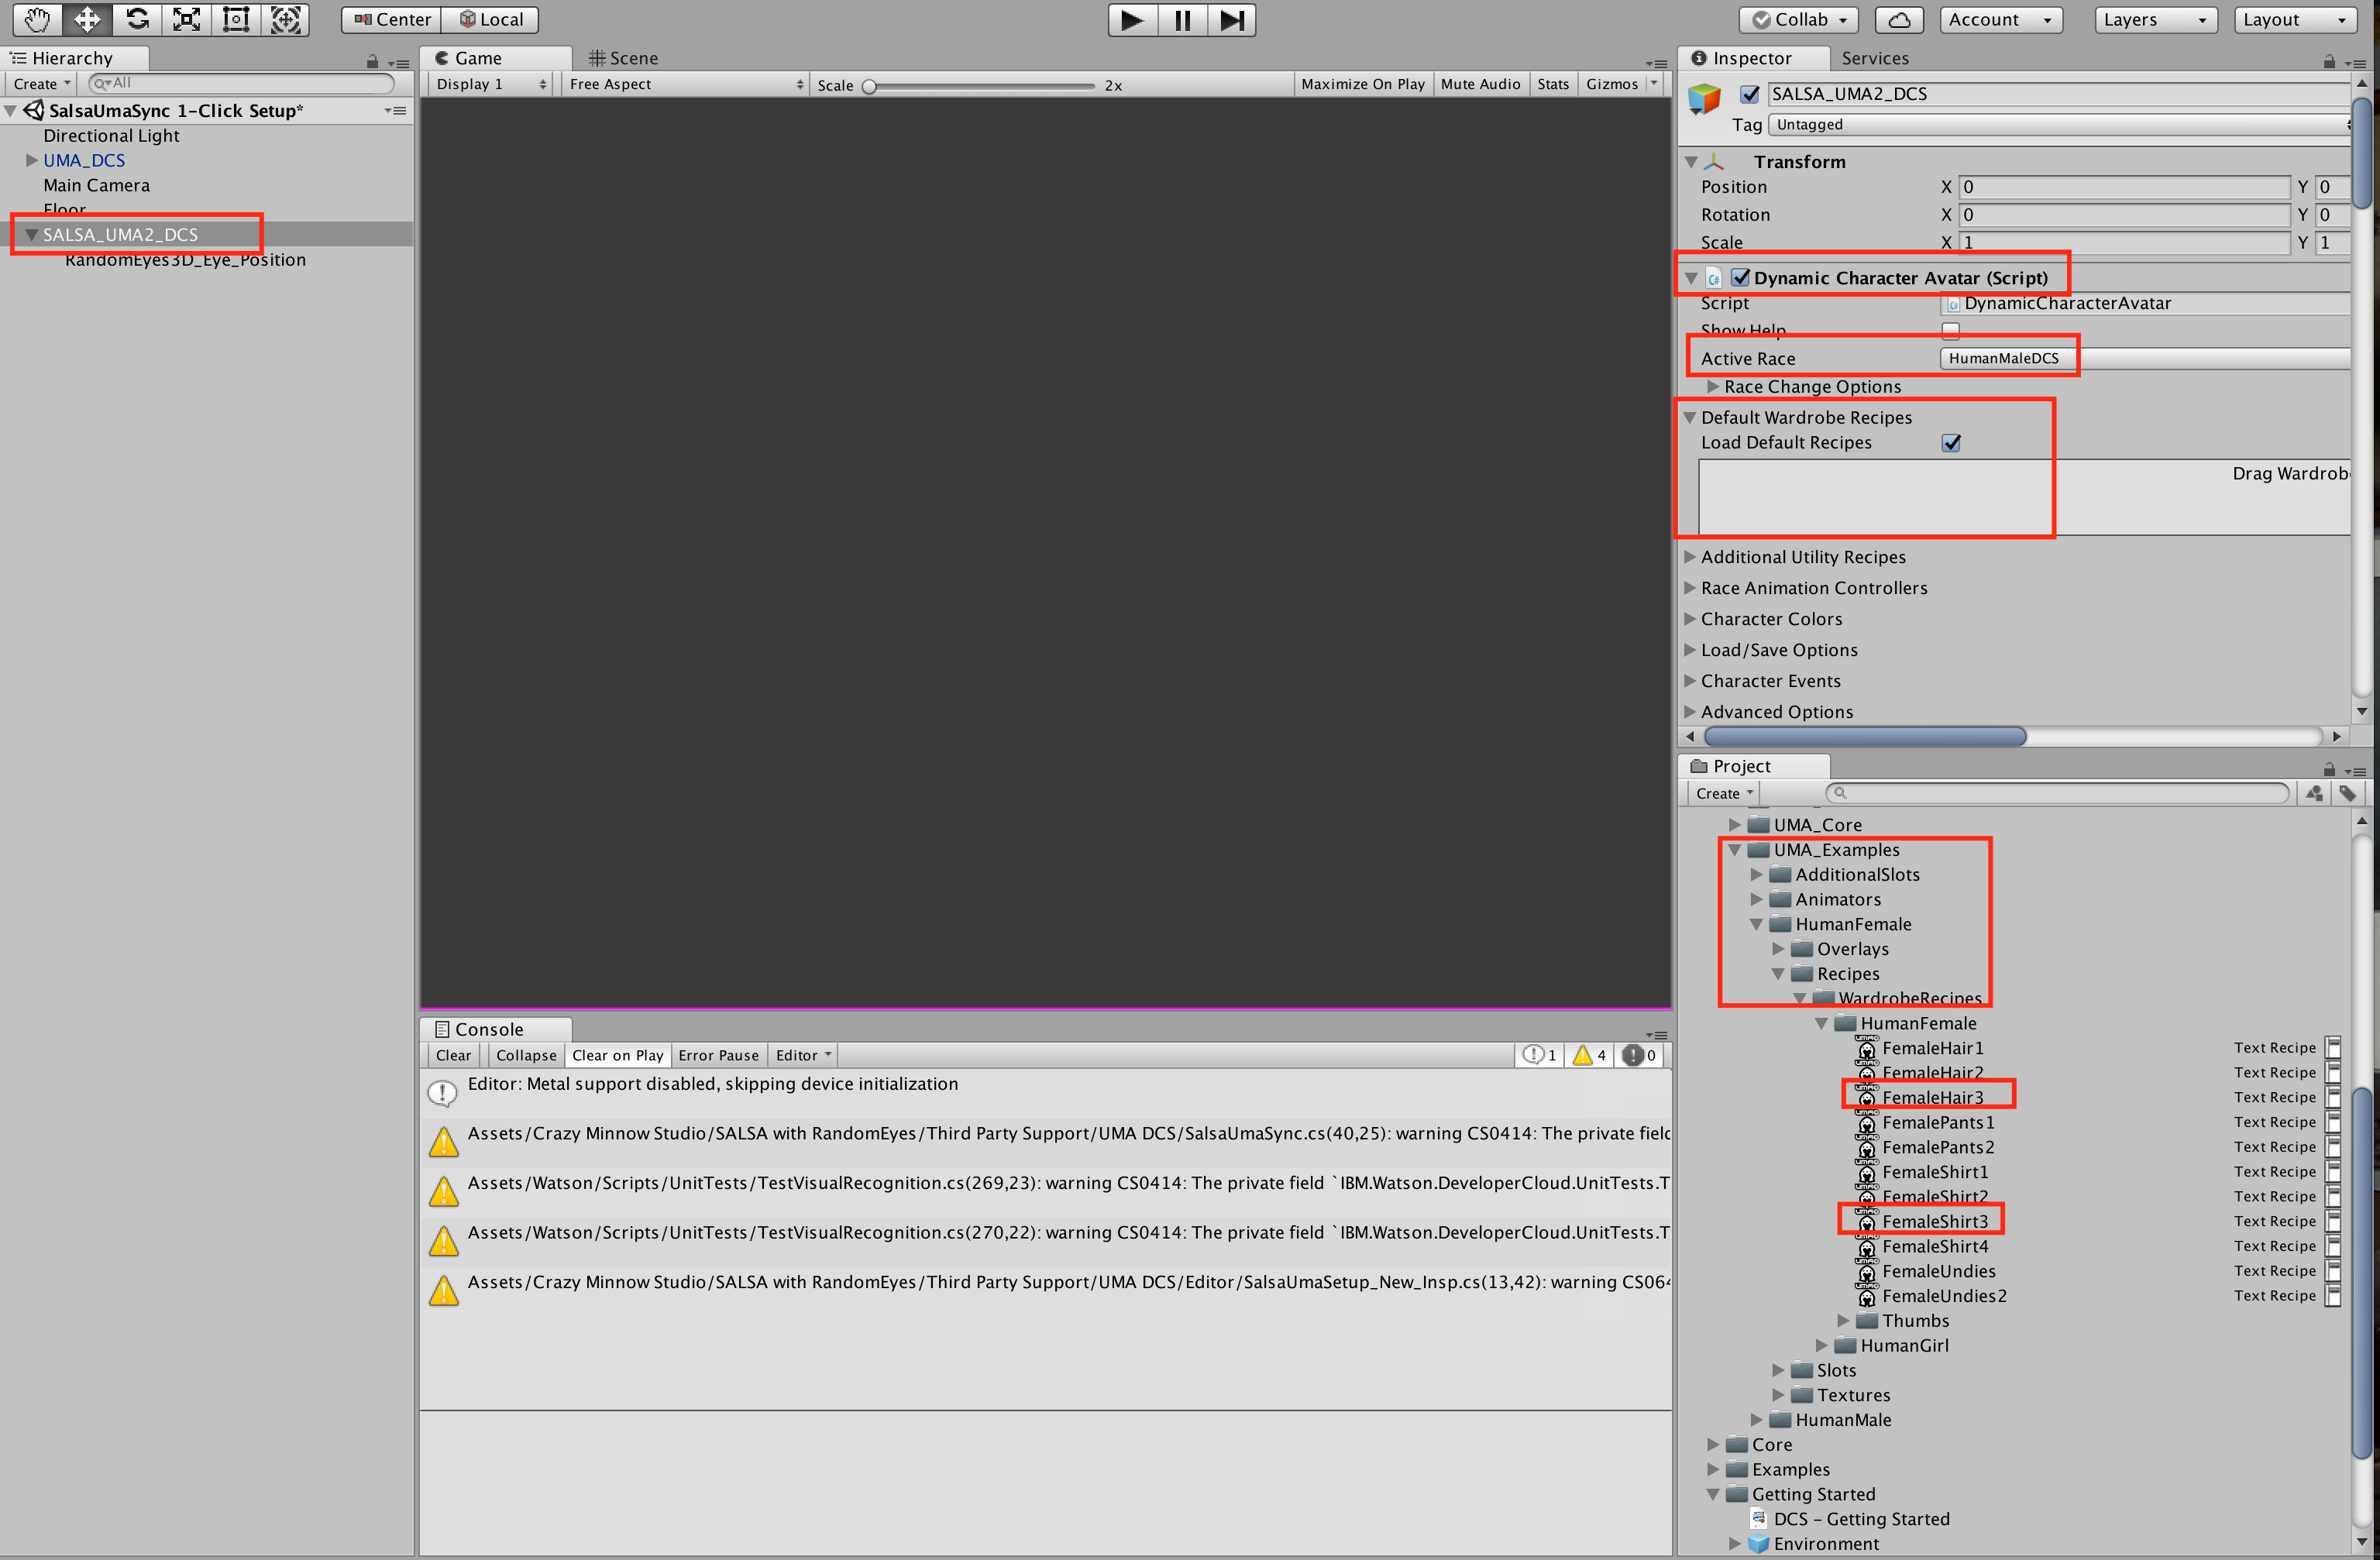 Center
Local
Collab
Account
Layers
Layout
Hierarchy
Create
All
SalsaUmaSync 1-Click Setup*
Directional Light
UMA_DCS
Main Camera
Floor
SALSA_UMA2_DCS
RandomEyes3D_Eye_Position
Game
Scene
Display 1
Free Aspect
Scale
2x
Maximize On Play
Mute Audio
Stats
Gizmos
Console
Clear
Collapse
Clear on Play
Error Pause
Editor
1
4
0
Editor: Metal support disabled, skipping device initialization
Assets/Crazy Minnow Studio/SALSA with RandomEyes/Third Party Support/UMA DCS/SalsaUmaSync.cs(40,25): warning CS0414: The private field
Assets/Watson/Scripts/UnitTests/TestVisualRecognition.cs(269,23): warning CS0414: The private field `IBM.Watson.DeveloperCloud.UnitTests.T
Assets/Watson/Scripts/UnitTests/TestVisualRecognition.cs(270,22): warning CS0414: The private field `IBM.Watson.DeveloperCloud.UnitTests.T
Assets/Crazy Minnow Studio/SALSA with RandomEyes/Third Party Support/UMA DCS/Editor/SalsaUmaSetup_New_Insp.cs(13,42): warning CS064
Inspector
Services
SALSA_UMA2_DCS
Tag
Untagged
Transform
Position X 0 Y 0
Rotation X 0 Y 0
Scale X 1 Y 1
Dynamic Character Avatar (Script)
Script
DynamicCharacterAvatar
Show Help
Active Race
HumanMaleDCS
Race Change Options
Default Wardrobe Recipes
Load Default Recipes
Drag Wardrob
Additional Utility Recipes
Race Animation Controllers
Character Colors
Load/Save Options
Character Events
Advanced Options
Project
Create
UMA_Core
UMA_Examples
AdditionalSlots
Animators
HumanFemale
Overlays
Recipes
WardrobeRecipes
HumanFemale
FemaleHair1 Text Recipe
FemaleHair2 Text Recipe
FemaleHair3 Text Recipe
FemalePants1 Text Recipe
FemalePants2 Text Recipe
FemaleShirt1 Text Recipe
FemaleShirt2 Text Recipe
FemaleShirt3 Text Recipe
FemaleShirt4 Text Recipe
FemaleUndies Text Recipe
FemaleUndies2 Text Recipe
Thumbs
HumanGirl
Slots
Textures
HumanMale
Core
Examples
Getting Started
DCS – Getting Started
Environment